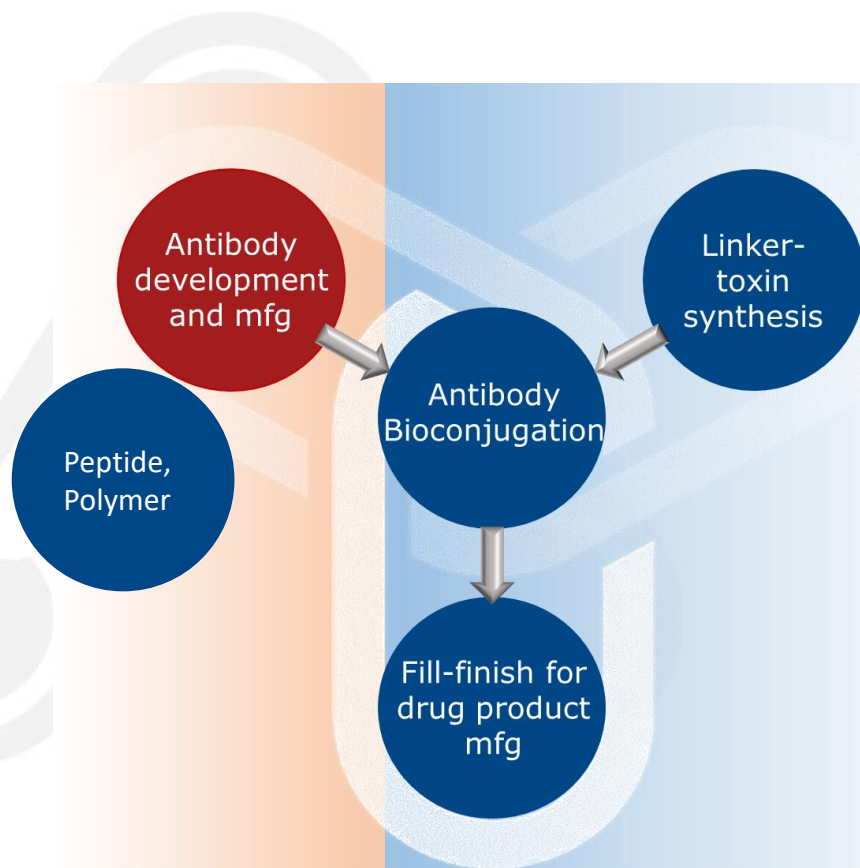 Antibody
development
and mfg
Linker-
toxin
synthesis
Antibody
Bioconjugation
Peptide,
Polymer
Fill-finish for
drug product
mfg